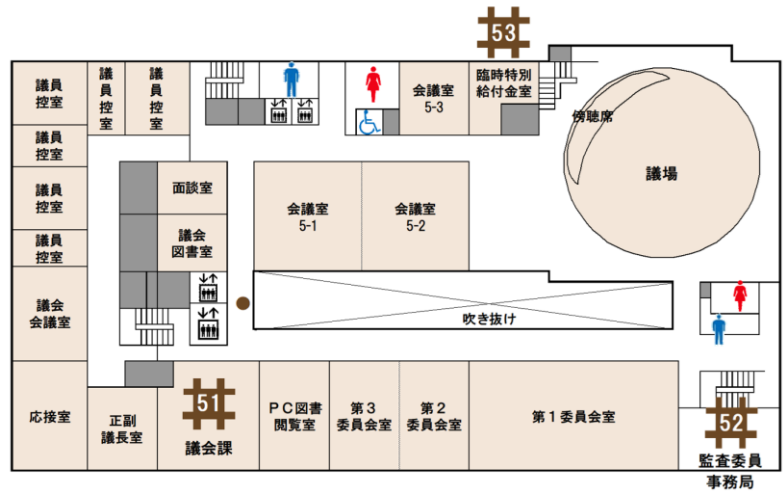 53
議員
控室
議員
控室
議員
控室
会議室
5-3
臨時特別
給付金室
傍聴席
議場
議員
控室
議員
控室
議員
控室
面談室
議会
図書室
会議室
5-1
会議室
5-2
議会
会議室
吹き抜け
応接室
正副
議長室
51
議会課
PC図書
閲覧室
第3
委員会室
第2
委員会室
第1委員会室
52
監査委員
事務局